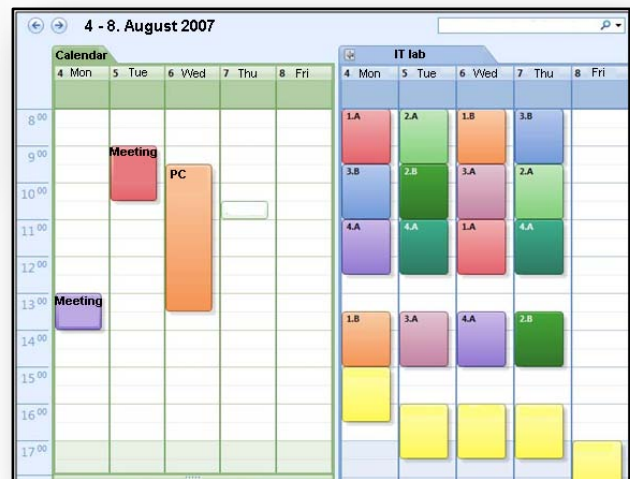 4 - 8. August 2007
Calendar
IT lab
4 Mon 5 Tue 6 Wed 7 Thu 8 Fri
4 Mon 5 Tue 6 Wed 7 Thu 8 Fri
8 00
1.A 2.A 1.B 3.B
9 00
Meeting
PC
3.B 2.B 3.A 2.A
10 00
11 00
4.A 4.A 1.A 4.A
12 00
13 00
Meeting
1.B 3.A 4.A 2.B
14 00
15 00
16 00
17 00